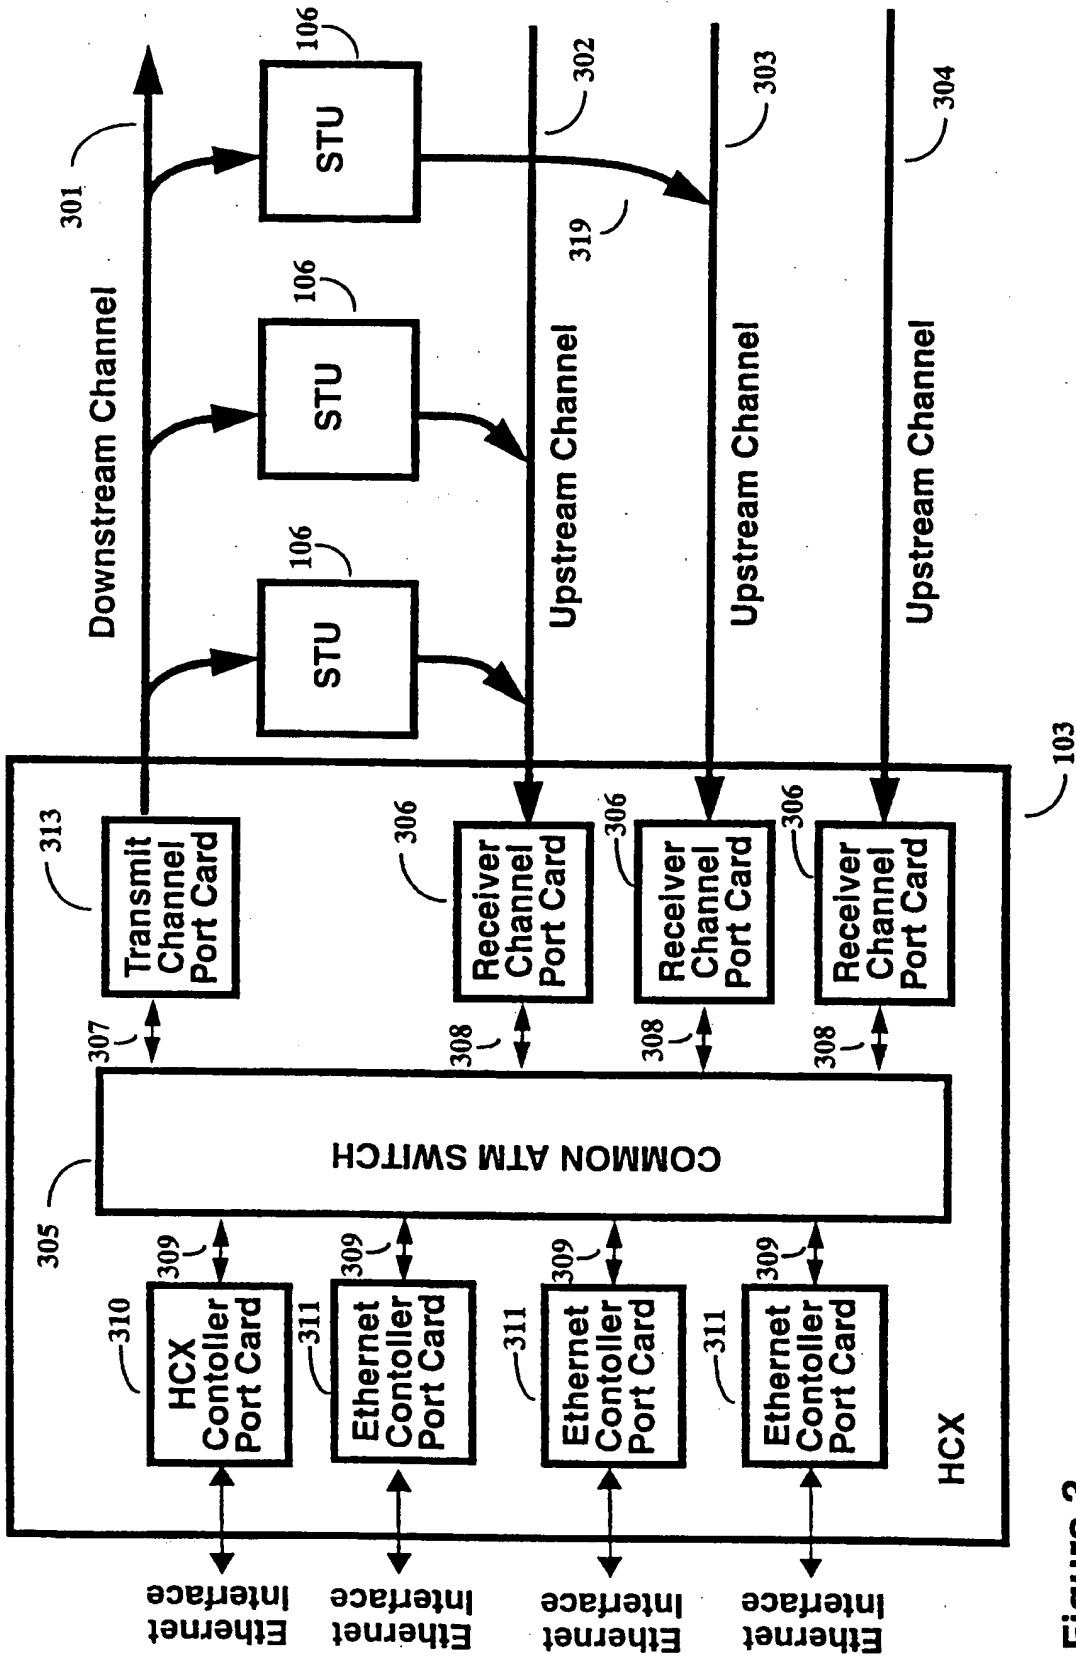 Downstream Channel
301
STU
106
STU
106
STU
106
Upstream Channel
302
319
Upstream Channel
303
Upstream Channel
304
313
Transmit
Channel
Port Card
306
Receiver
Channel
Port Card
306
Receiver
Channel
Port Card
306
Receiver
Channel
Port Card
307
308
308
308
305
COMMON ATM SWITCH
309
309
309
309
310
HCX
Contoller
Port Card
311
Ethernet
Contoller
Port Card
311
Ethernet
Contoller
Port Card
311
Ethernet
Contoller
Port Card
Ethernet
Interface
Ethernet
Interface
Ethernet
Interface
Ethernet
Interface
HCX
103
Figure 3